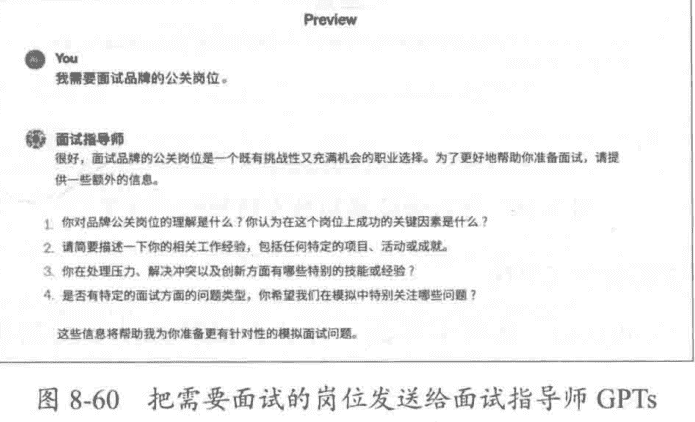 Preview
You
我需要面试品牌的公关岗位。
面试指导师
很好，面试品牌的公关岗位是一个既有挑战性又充满机会的职业选择。为了更好地帮助你准备面试，请提
供一些额外的信息。
1. 你对品牌公关岗位的理解是什么？你认为在这个岗位上成功的关键因素是什么？
2. 请简要描述一下你的相关工作经验，包括任何特定的项目、活动或成就。
3. 你在处理压力、解决冲突以及创新方面有哪些特别的技能或经验？
4. 是否有特定的面试方面的问题类型，你希望我们在模拟中特别关注哪些问题？
这些信息将帮助我为你准备更有针对性的模拟面试问题。
图 8-60 把需要面试的岗位发送给面试指导师 GPTs